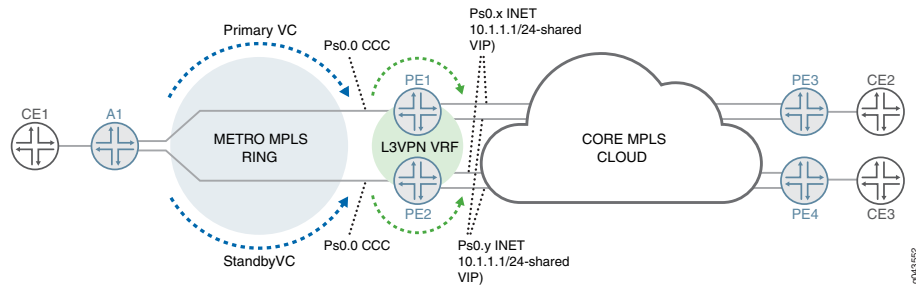 Primary VC
Ps0.0 CCC
Ps0.x INET
10.1.1.1/24-shared
VIP)
PE1
PE3
CE2
CE1
A1
METRO MPLS
RING
L3VPN VRF
CORE MPLS
CLOUD
PE2
PE4
CE3
Ps0.0 CCC
Ps0.y INET
10.1.1.1/24-shared
VIP)
StandbyVC
g043552